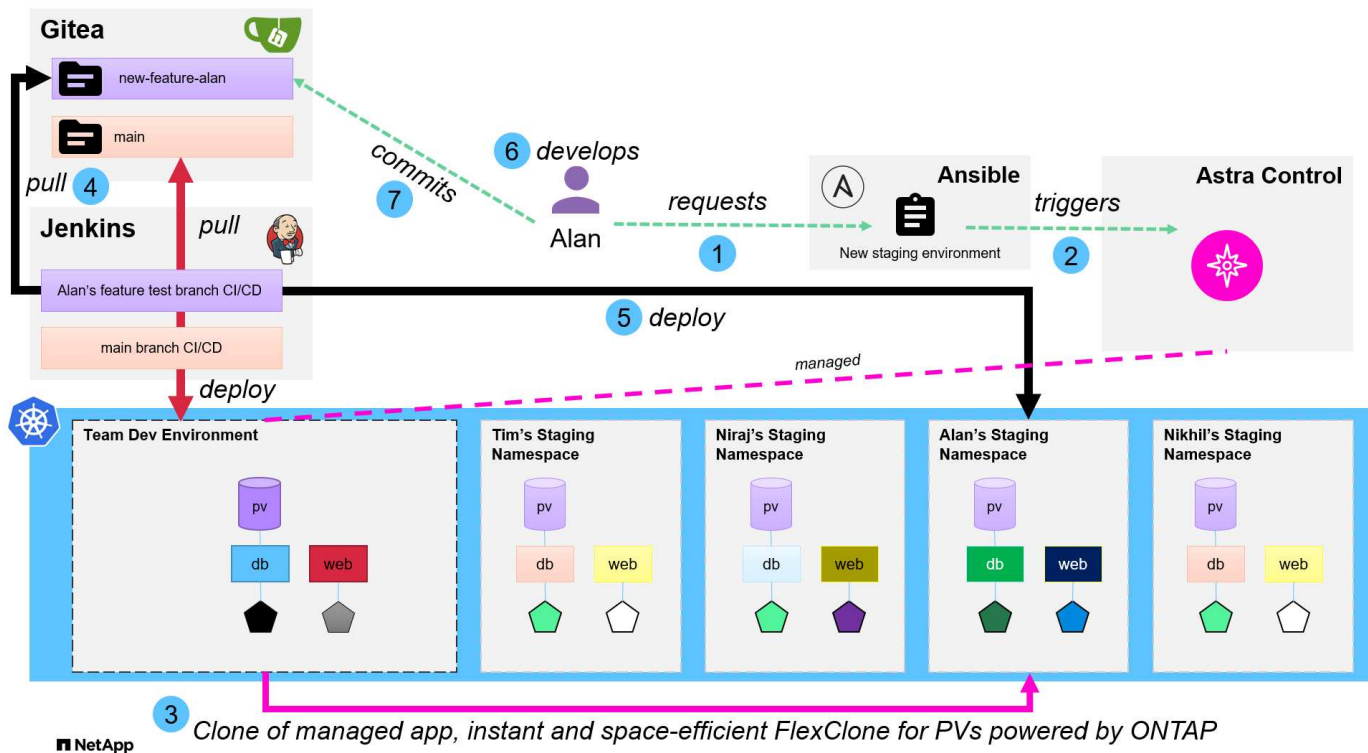 Gitea
new-feature-alan
main
pull
4
pull
Jenkins
Alan's feature test branch CI/CD
main branch CI/CD
deploy
6
develops
commits
7
Alan
requests
1
Ansible
New staging environment
triggers
2
Astra Control
5
deploy
managed
Team Dev Environment
pv
db
web
Tim's Staging
Namespace
pv
db
web
Niraj's Staging
Namespace
pv
db
web
Alan's Staging
Namespace
pv
db
web
Nikhil's Staging
Namespace
pv
db
web
3
Clone of managed app, instant and space-efficient FlexClone for PVs powered by ONTAP
NetApp